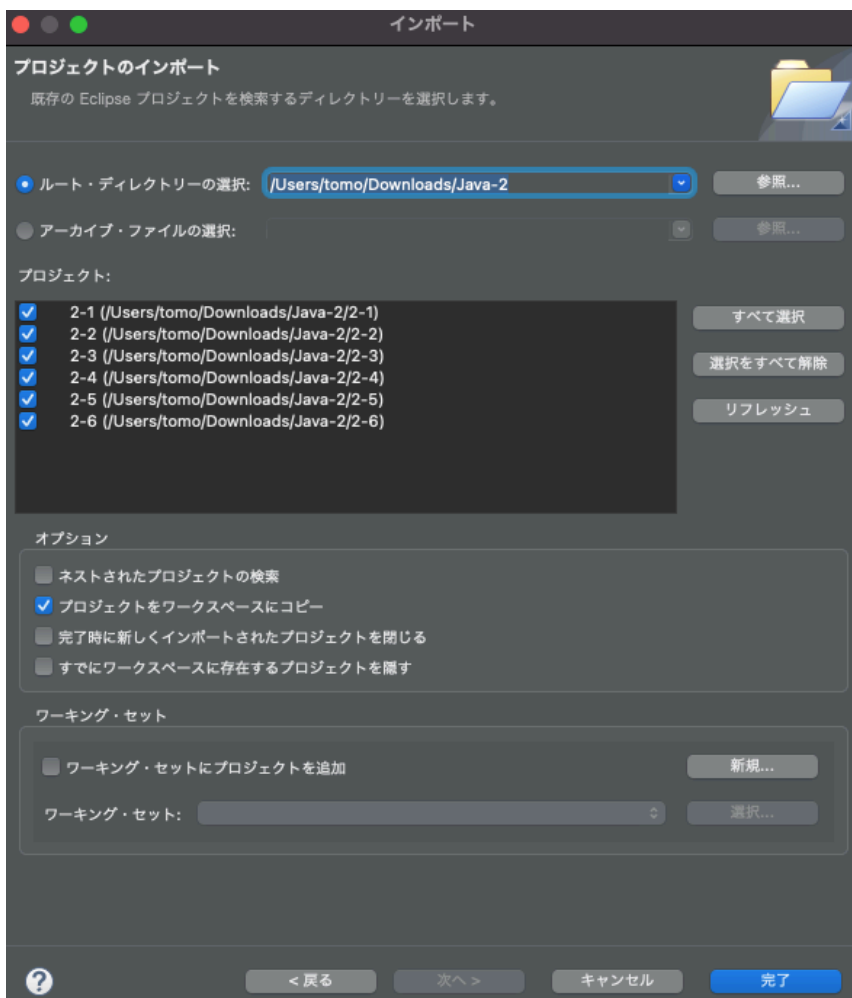 インポート
プロジェクトのインポート
既存の Eclipse プロジェクトを検索するディレクトリーを選択します。
ルート・ディレクトリーの選択: /Users/tomo/Downloads/Java-2 参照...
アーカイブ・ファイルの選択: 参照...
プロジェクト:
2-1 (/Users/tomo/Downloads/Java-2/2-1)
2-2 (/Users/tomo/Downloads/Java-2/2-2)
2-3 (/Users/tomo/Downloads/Java-2/2-3)
2-4 (/Users/tomo/Downloads/Java-2/2-4)
2-5 (/Users/tomo/Downloads/Java-2/2-5)
2-6 (/Users/tomo/Downloads/Java-2/2-6)
すべて選択
選択をすべて解除
リフレッシュ
オプション
ネストされたプロジェクトの検索
プロジェクトをワークスペースにコピー
完了時に新しくインポートされたプロジェクトを閉じる
すでにワークスペースに存在するプロジェクトを隠す
ワーキング・セット
ワーキング・セットにプロジェクトを追加 新規...
ワーキング・セット: 選択...
? < 戻る 次へ > キャンセル 完了